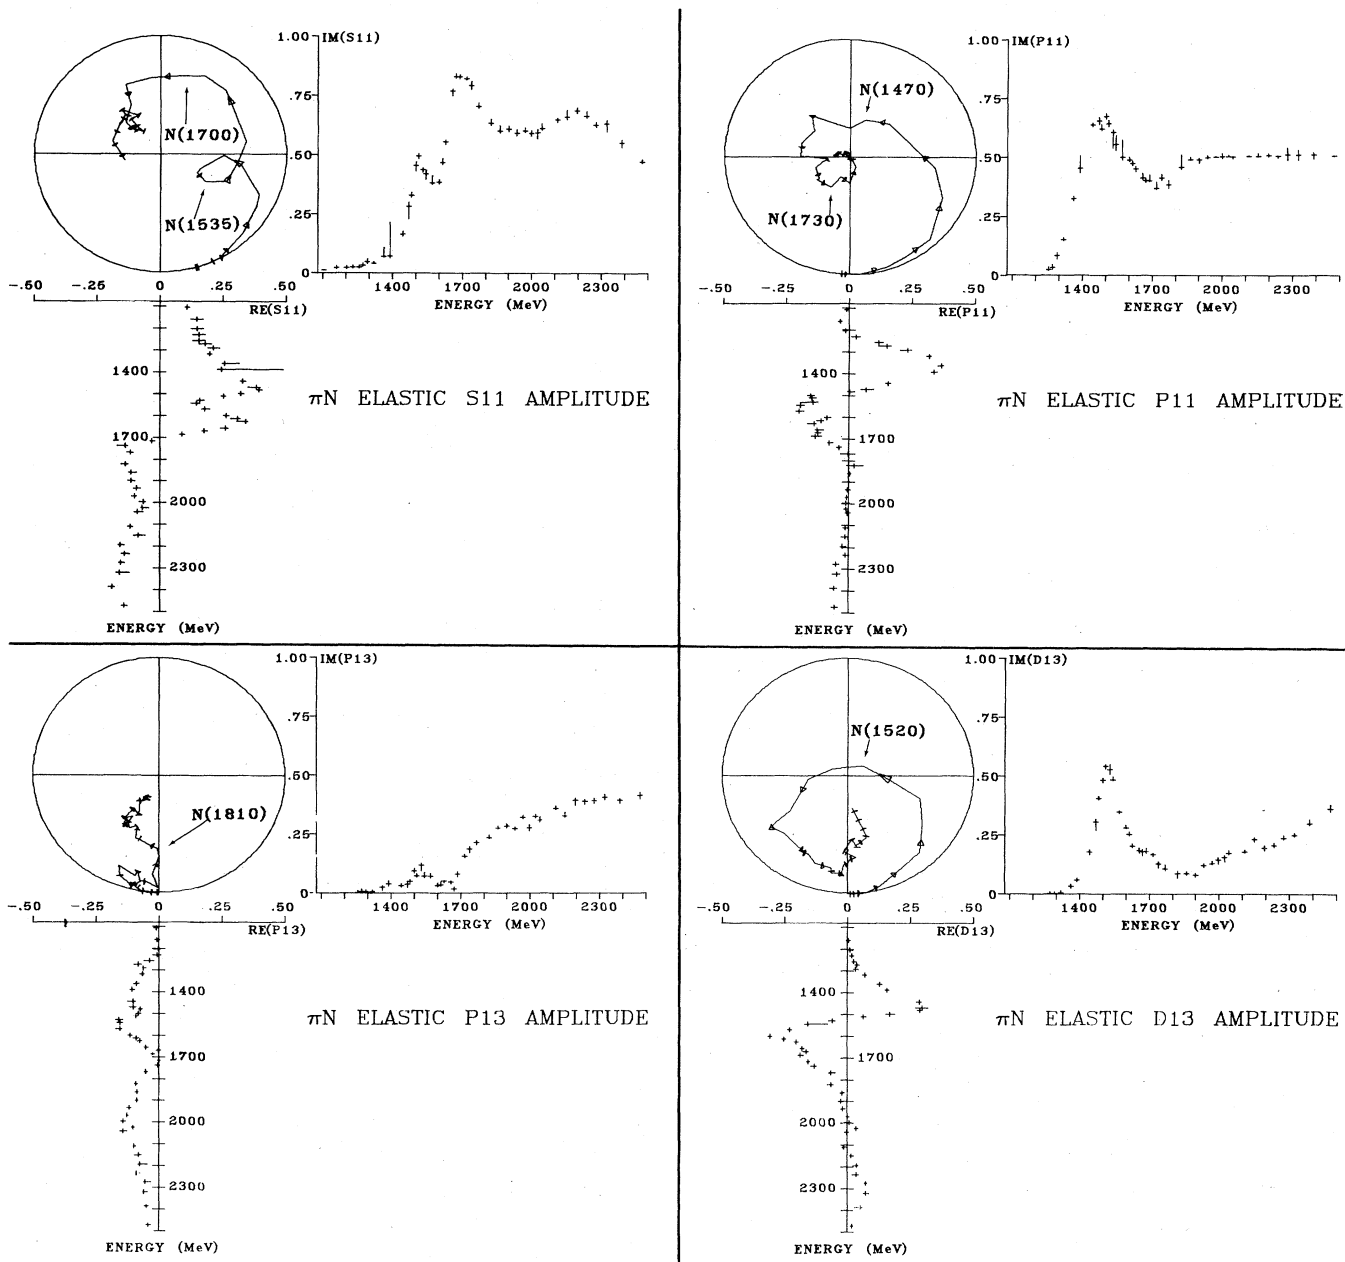 1.00 IM(S11)
.75
N(1700)
.50
N(1535)
.25
0
1400 1700 2000 2300
ENERGY (MeV)
-.50 -.25 0 .25 .50
RE(S11)
1400
1700
2000
2300
ENERGY (MeV)
πN ELASTIC S11 AMPLITUDE
1.00 IM(P11)
N(1470)
.75
.50
N(1730)
.25
0
1400 1700 2000 2300
ENERGY (MeV)
-.50 -.25 0 .25 .50
RE(P11)
1400
1700
2000
2300
ENERGY (MeV)
πN ELASTIC P11 AMPLITUDE
1.00 IM(P13)
.75
.50
N(1810)
.25
0
1400 1700 2000 2300
ENERGY (MeV)
-.50 -.25 0 .25 .50
RE(P13)
1400
1700
2000
2300
ENERGY (MeV)
πN ELASTIC P13 AMPLITUDE
1.00 IM(D13)
N(1520)
.75
.50
.25
0
1400 1700 2000 2300
ENERGY (MeV)
-.50 -.25 0 .25 .50
RE(D13)
1400
1700
2000
2300
ENERGY (MeV)
πN ELASTIC D13 AMPLITUDE